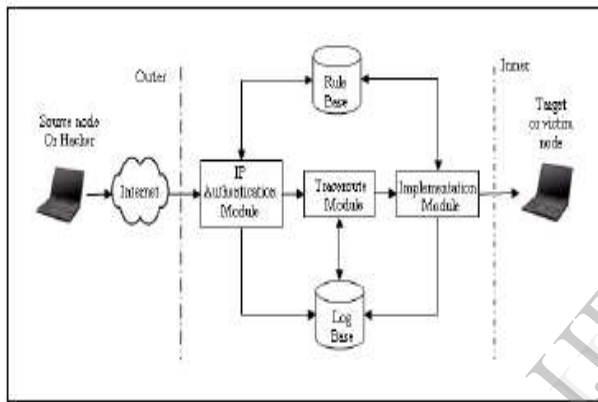 Outer
Inner
Rule
Base
Source node
Or Hacker
Target
or victim
node
Internet
IP
Authentication
Module
Traceroute
Module
Implementation
Module
Log
Base